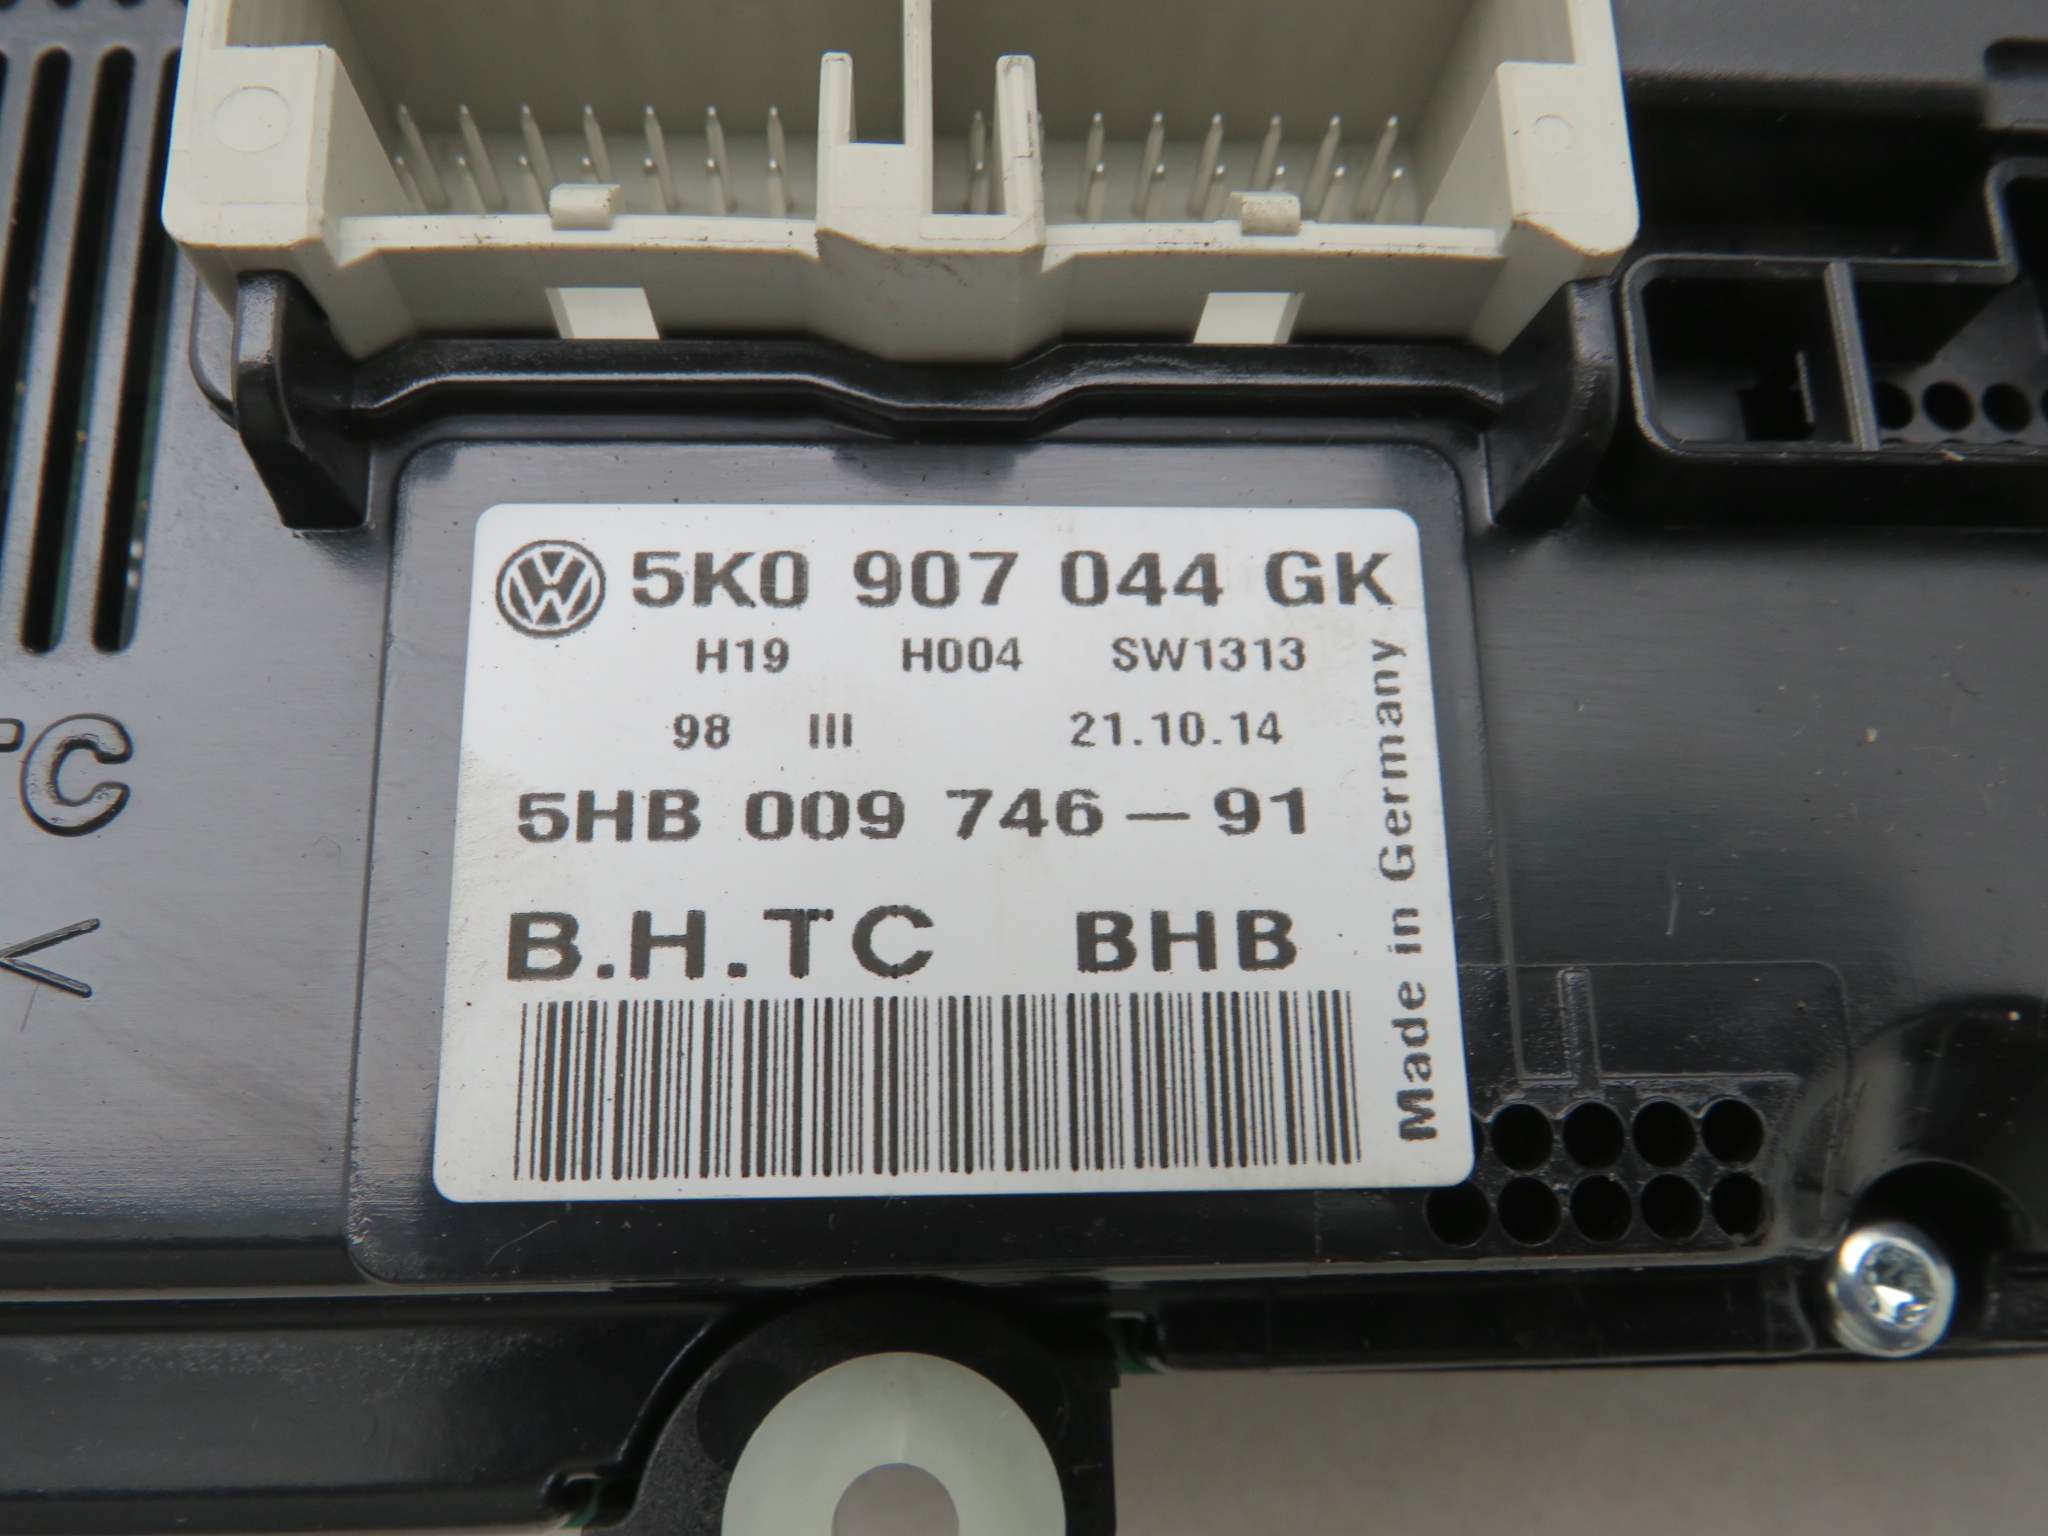 5K0 907 044 GK
H19 H004 SW1313
98 III 21.10.14
5HB 009 746-91
B.H.TC BHB
Made in Germany
TC
<